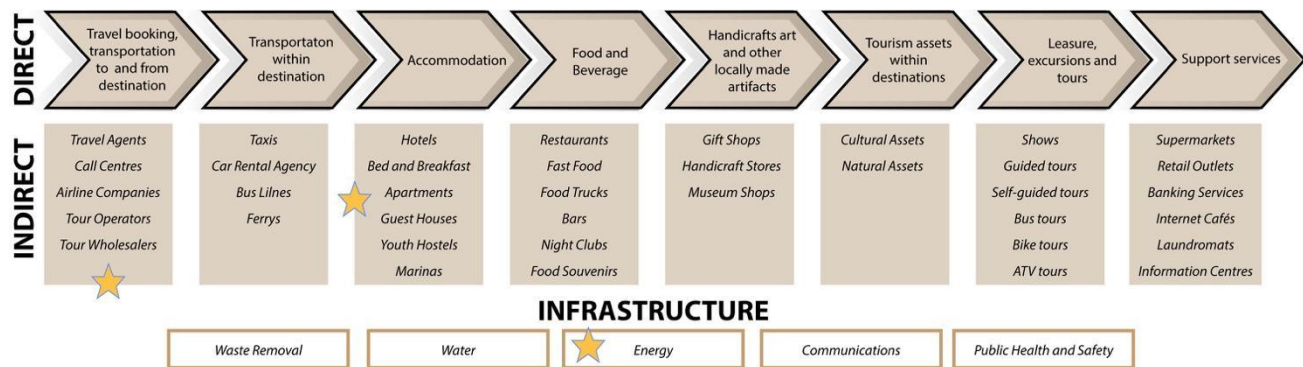 DIRECT
Travel booking,
transportation
to and from
destination
Transportaton
within
destination
Accommodation
Food and
Beverage
Handicrafts art
and other
locally made
artifacts
Tourism assets
within
destinations
Leasure,
excursions and
tours
Support services
INDIRECT
Travel Agents
Call Centres
Airline Companies
Tour Operators
Tour Wholesalers
Taxis
Car Rental Agency
Bus Lilnes
Ferrys
Hotels
Bed and Breakfast
Apartments
Guest Houses
Youth Hostels
Marinas
Restaurants
Fast Food
Food Trucks
Bars
Night Clubs
Food Souvenirs
Gift Shops
Handicraft Stores
Museum Shops
Cultural Assets
Natural Assets
Shows
Guided tours
Self-guided tours
Bus tours
Bike tours
ATV tours
Supermarkets
Retail Outlets
Banking Services
Internet Cafés
Laundromats
Information Centres
INFRASTRUCTURE
Waste Removal
Water
Energy
Communications
Public Health and Safety